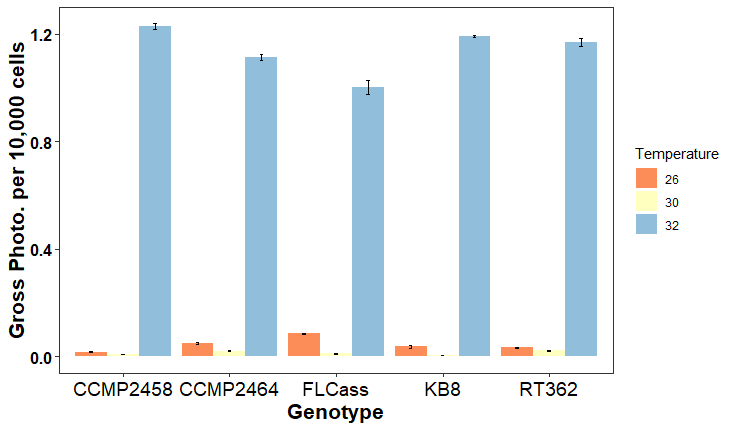 Gross Photo. per 10,000 cells
1.2
0.8
0.4
0.0
CCMP2458 CCMP2464 FLCass KB8 RT362
Genotype
Temperature
26
30
32